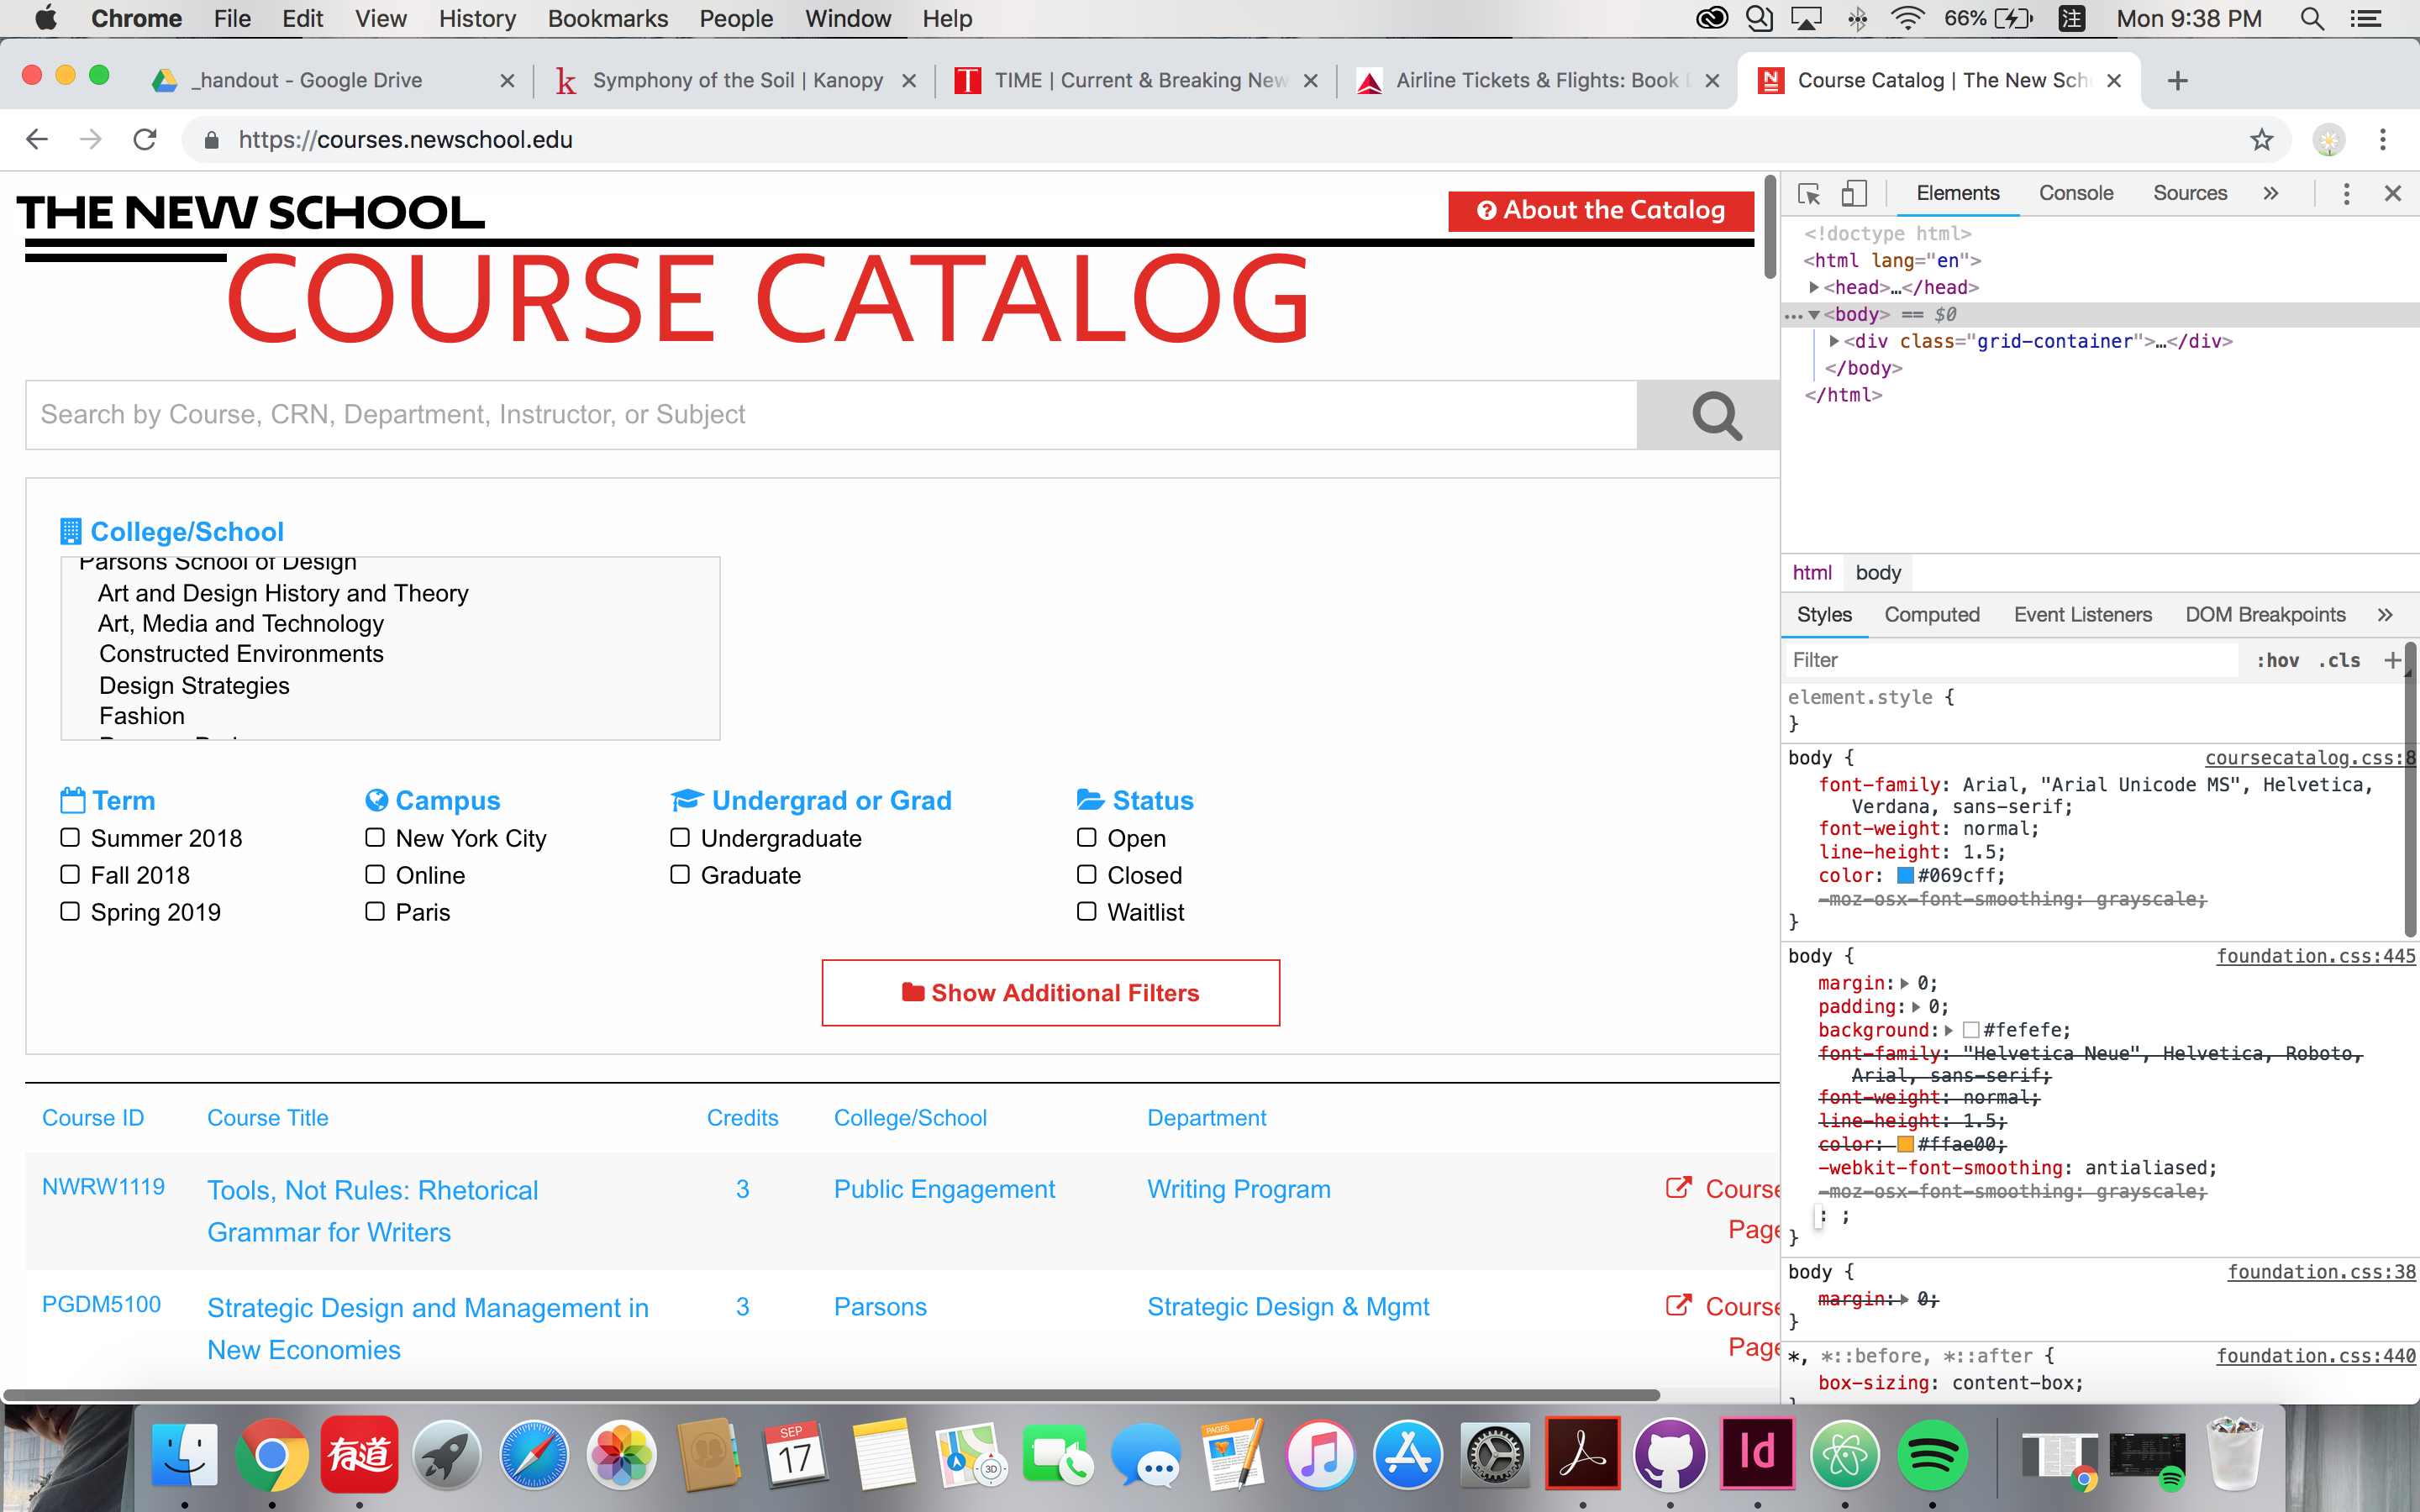 Chrome File Edit View History Bookmarks People Window Help 66% 注 Mon 9:38 PM
_handout - Google Drive
Symphony of the Soil | Kanopy
TIME | Current & Breaking New
Airline Tickets & Flights: Book
Course Catalog | The New Sch
https://courses.newschool.edu
THE NEW SCHOOL
About the Catalog
COURSE CATALOG
Search by Course, CRN, Department, Instructor, or Subject
College/School
Parsons School of Design
Art and Design History and Theory
Art, Media and Technology
Constructed Environments
Design Strategies
Fashion
Term
Summer 2018
Fall 2018
Spring 2019
Campus
New York City
Online
Paris
Undergrad or Grad
Undergraduate
Graduate
Status
Open
Closed
Waitlist
Show Additional Filters
Course ID Course Title Credits College/School Department
NWRW1119 Tools, Not Rules: Rhetorical 3 Public Engagement Writing Program Course
Grammar for Writers Page
PGDM5100 Strategic Design and Management in 3 Parsons Strategic Design & Mgmt Course
New Economies Page
Elements Console Sources »
<!doctype html>
<html lang="en">
<head>…</head>
…<body> == $0
<div class="grid-container">…</div>
</body>
</html>
html body
Styles Computed Event Listeners DOM Breakpoints »
Filter :hov .cls +
element.style {
}
body { coursecatalog.css:8
font-family: Arial, "Arial Unicode MS", Helvetica,
Verdana, sans-serif;
font-weight: normal;
line-height: 1.5;
color: #069cff;
-moz-osx-font-smoothing: grayscale;
}
body { foundation.css:445
margin: 0;
padding: 0;
background: #fefefe;
font-family: "Helvetica Neue", Helvetica, Roboto,
Arial, sans-serif;
font-weight: normal;
line-height: 1.5;
color: #ffae00;
-webkit-font-smoothing: antialiased;
-moz-osx-font-smoothing: grayscale;
: ;
}
body { foundation.css:38
margin: 0;
}
*, *::before, *::after { foundation.css:440
box-sizing: content-box;
有道
SEP
17
3D
PAGES
Id